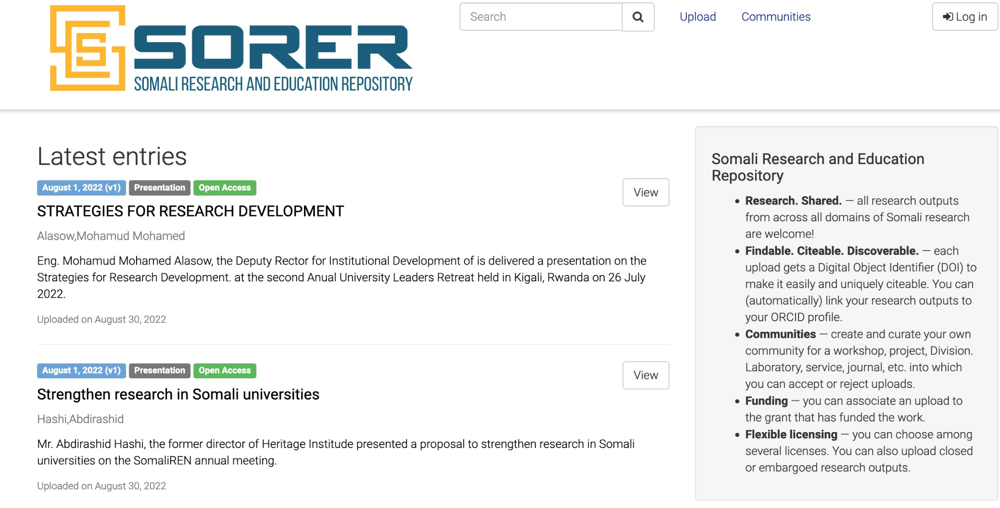 SORER
SOMALI RESEARCH AND EDUCATION REPOSITORY
Search
Upload
Communities
Log in
Latest entries
August 1, 2022 (v1) Presentation Open Access
View
STRATEGIES FOR RESEARCH DEVELOPMENT
Alasow,Mohamud Mohamed
Eng. Mohamud Mohamed Alasow, the Deputy Rector for Institutional Development of is delivered a presentation on the
Strategies for Research Development. at the second Anual University Leaders Retreat held in Kigali, Rwanda on 26 July
2022.
Uploaded on August 30, 2022
August 1, 2022 (v1) Presentation Open Access
View
Strengthen research in Somali universities
Hashi,Abdirashid
Mr. Abdirashid Hashi, the former director of Heritage Institude presented a proposal to strengthen research in Somali
universities on the SomaliREN annual meeting.
Uploaded on August 30, 2022
Somali Research and Education
Repository
• Research. Shared. — all research outputs
from across all domains of Somali research
are welcome!
• Findable. Citeable. Discoverable. — each
upload gets a Digital Object Identifier (DOI) to
make it easily and uniquely citeable. You can
(automatically) link your research outputs to
your ORCID profile.
• Communities — create and curate your own
community for a workshop, project, Division.
Laboratory, service, journal, etc. into which
you can accept or reject uploads.
• Funding — you can associate an upload to
the grant that has funded the work.
• Flexible licensing — you can choose among
several licenses. You can also upload closed
or embargoed research outputs.